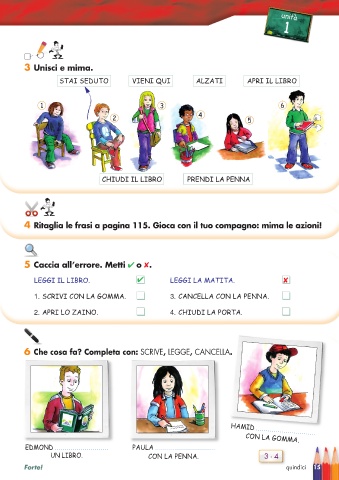 unità
1
3 Unisci e mima.
STAI SEDUTO VIENI QUI ALZATI APRI IL LIBRO
1 2 3 4 5 6
CHIUDI IL LIBRO PRENDI LA PENNA
4 Ritaglia le frasi a pagina 115. Gioca con il tuo compagno: mima le azioni!
5 Caccia all'errore. Metti ✔ o ✘.
LEGGI IL LIBRO. ✔ LEGGI LA MATITA. ✘
1. SCRIVI CON LA GOMMA. 3. CANCELLA CON LA PENNA.
2. APRI LO ZAINO. 4. CHIUDI LA PORTA.
6 Che cosa fa? Completa con: SCRIVE, LEGGE, CANCELLA.
EDMOND ....................
UN LIBRO.
PAULA ....................
CON LA PENNA.
HAMID ....................
CON LA GOMMA.
3 · 4
Forte! quindici 15